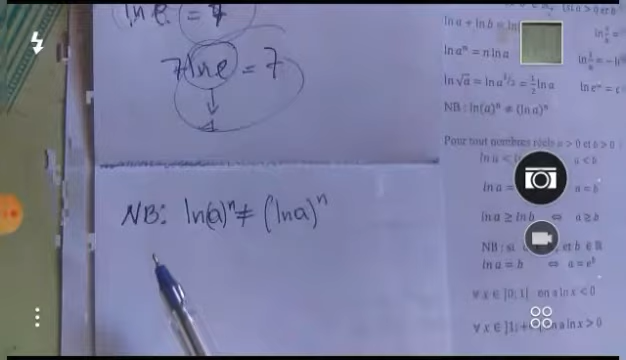 ln e = 7
7 ln e = 7
1
NB: ln(a)ⁿ ≠ (ln a)ⁿ
ln a + ln b = ln
ln aⁿ = n ln a
ln √a = ln a^{1/2} = ½ ln a
NB: ln(a)ⁿ ≠ (ln a)ⁿ
Pour tout nombres réels a > 0 et b > 0
ln a < ln a < b
ln a = a = b
ln a ≥ ln b ⇔ a ≥ b
NB : si et b ∈ ℝ
ln a = b ⇔ a = eᵇ
∀ x ∈ ]0; 1[ on a ln x < 0
∀ x ∈ ]1; +∞[ on a ln x > 0